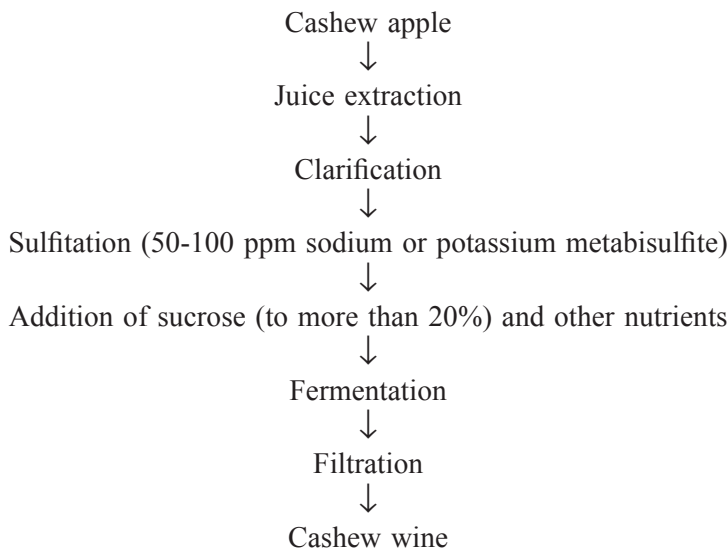 Cashew apple
↓
Juice extraction
↓
Clarification
↓
Sulfitation (50-100 ppm sodium or potassium metabisulfite)
↓
Addition of sucrose (to more than 20%) and other nutrients
↓
Fermentation
↓
Filtration
↓
Cashew wine